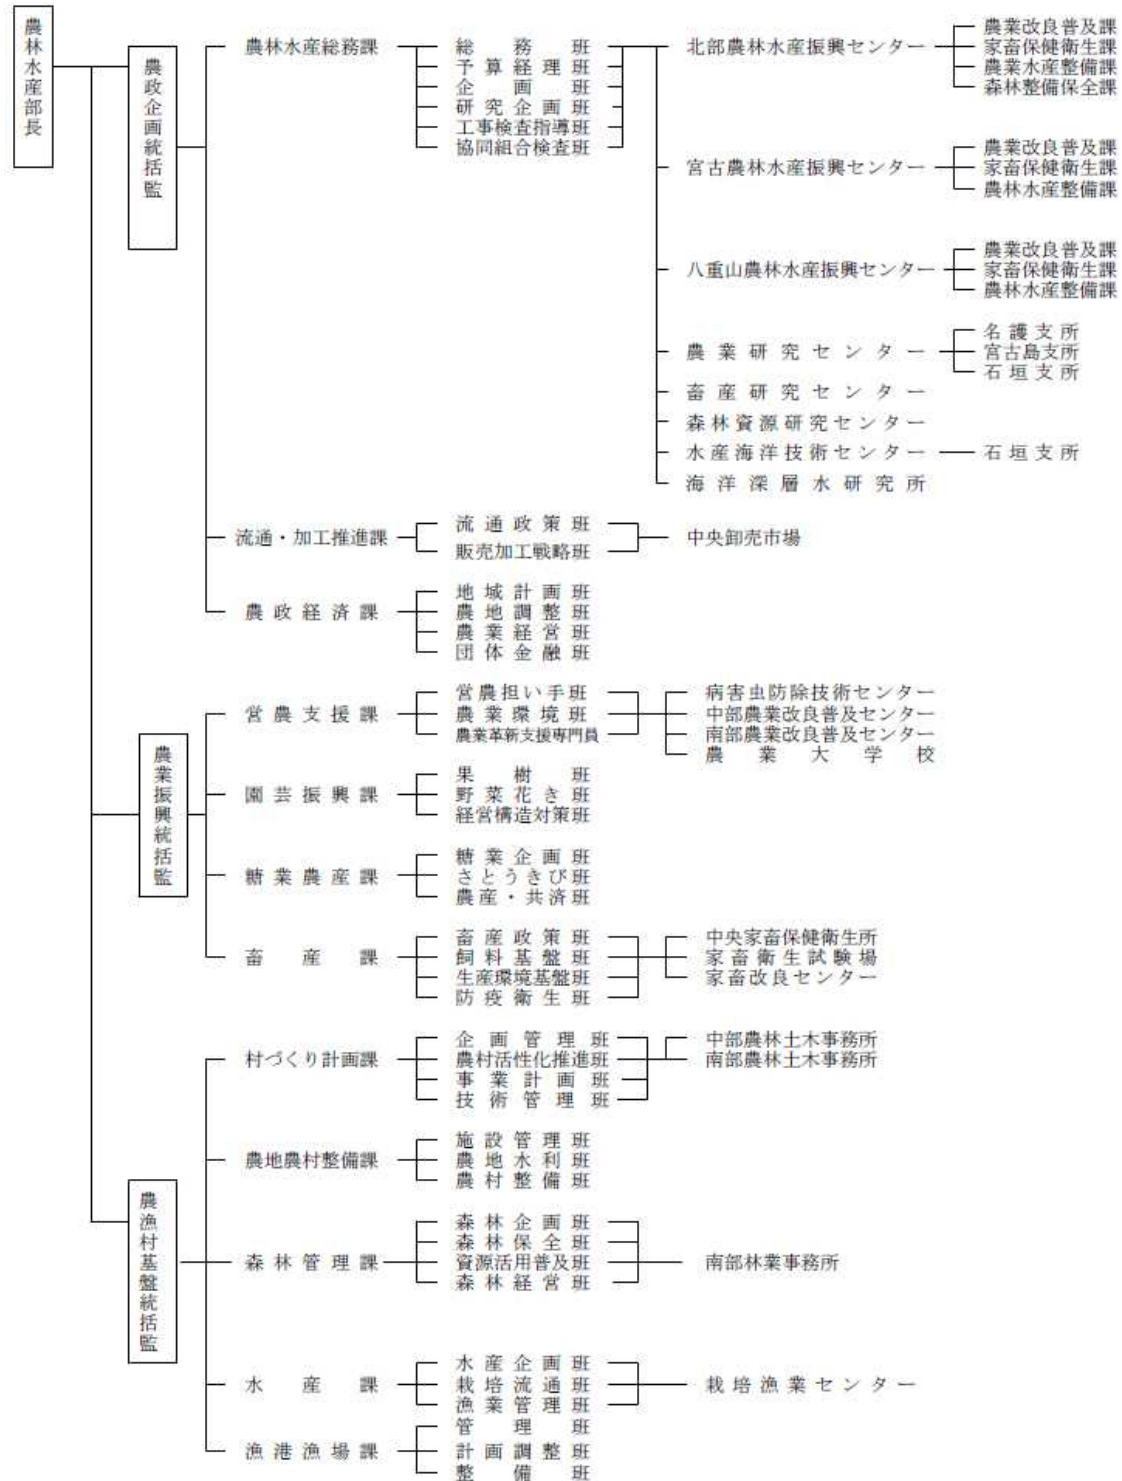 農林水産部長
農政企画統括監
農林水産総務課
総務班
予算経理班
企画班
研究企画班
工事検査指導班
協同組合検査班
北部農林水産振興センター
農業改良普及課
家畜保健衛生課
農業水産整備課
森林整備保全課
宮古農林水産振興センター
農業改良普及課
家畜保健衛生課
農林水産整備課
八重山農林水産振興センター
農業改良普及課
家畜保健衛生課
農林水産整備課
農業研究センター
名護支所
宮古島支所
石垣支所
畜産研究センター
森林資源研究センター
水産海洋技術センター
石垣支所
海洋深層水研究所
流通・加工推進課
流通政策班
販売加工戦略班
中央卸売市場
農政経済課
地域計画班
農地調整班
農業経営班
団体金融班
農業振興統括監
営農支援課
営農担い手班
農業環境班
農業革新支援専門員
病害虫防除技術センター
中部農業改良普及センター
南部農業改良普及センター
農業大学校
園芸振興課
果樹班
野菜花き班
経営構造対策班
糖業農産課
糖業企画班
さとうきび班
農産・共済班
畜産課
畜産政策班
飼料基盤班
生産環境基盤班
防疫衛生班
中央家畜保健衛生所
家畜衛生試験場
家畜改良センター
農漁村基盤統括監
村づくり計画課
企画管理班
農村活性化推進班
事業計画班
技術管理班
中部農林土木事務所
南部農林土木事務所
農地農村整備課
施設管理班
農地水利班
農村整備班
森林管理課
森林企画班
森林保全班
資源活用普及班
森林経営班
南部林業事務所
水産課
水産企画班
栽培流通班
漁業管理班
栽培漁業センター
漁港漁場課
管理班
計画調整班
整備班